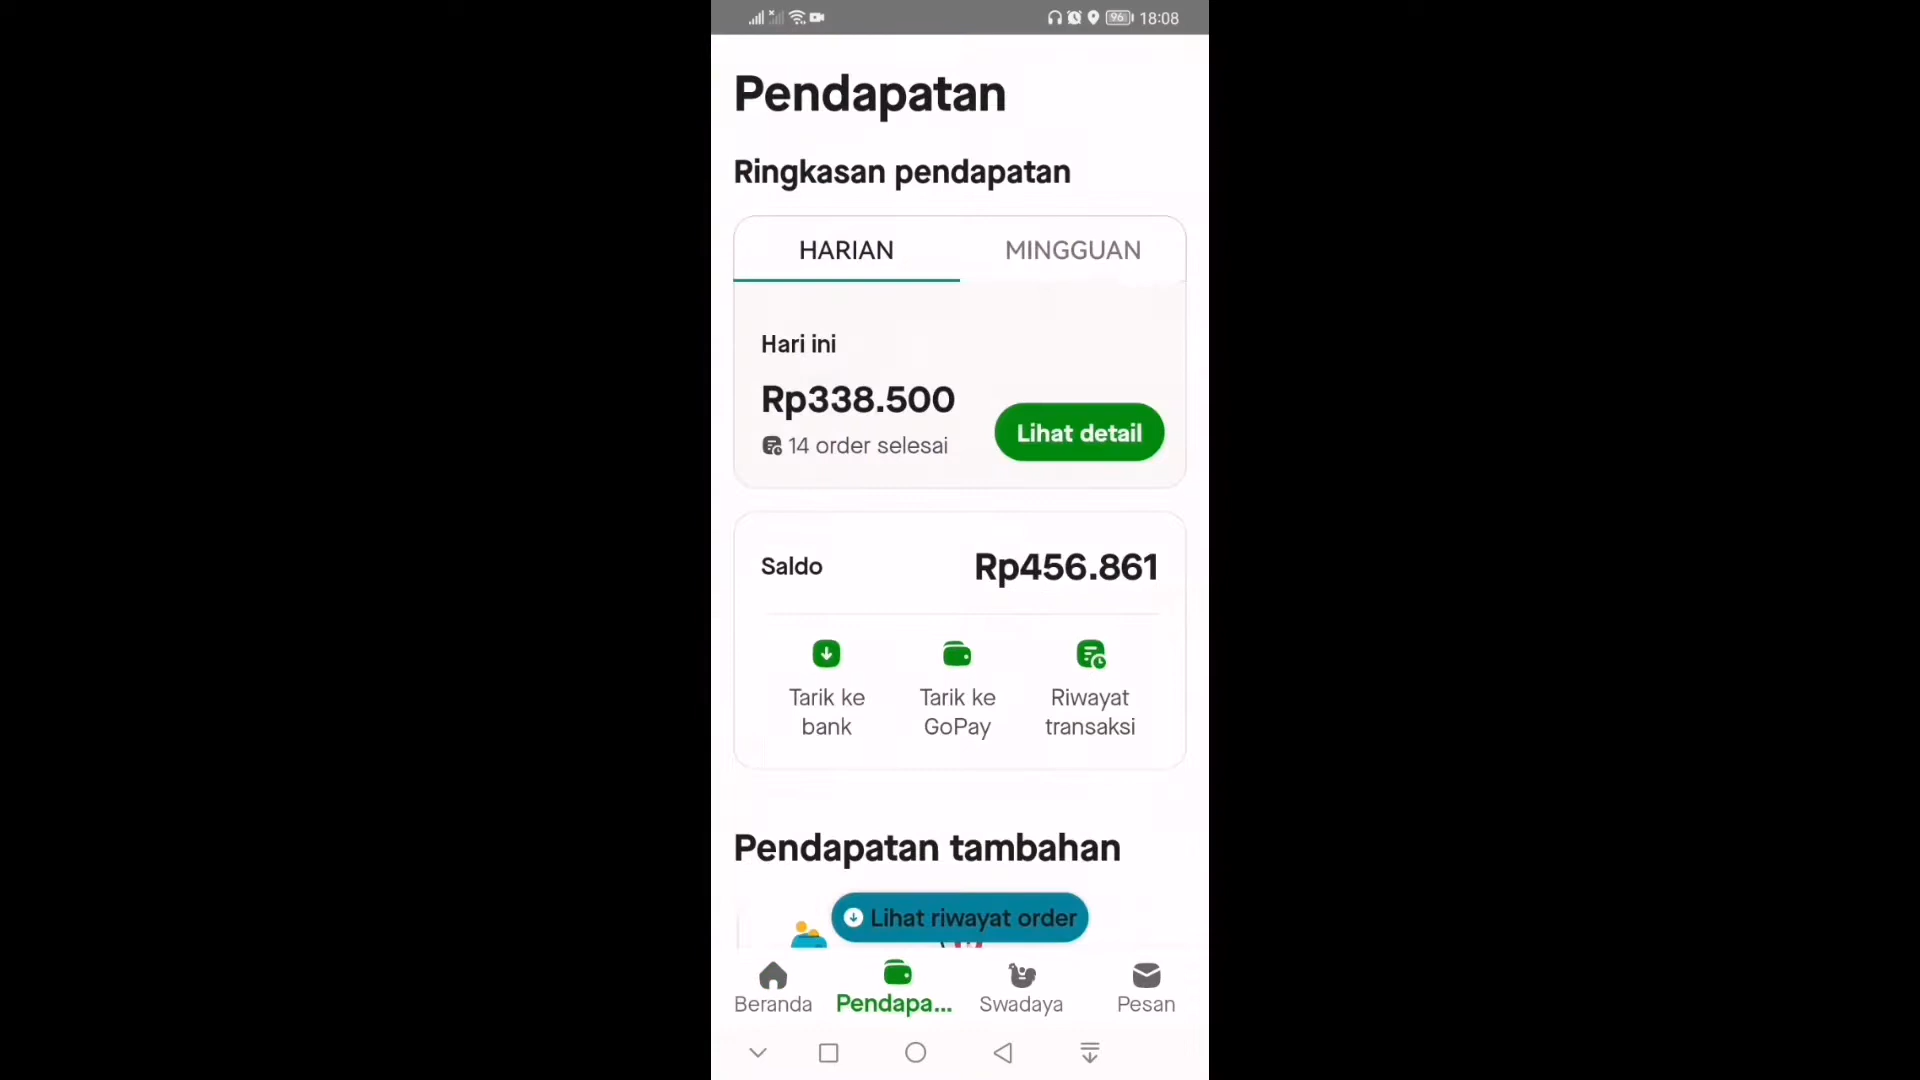 96 18:08
Pendapatan
Ringkasan pendapatan
HARIAN MINGGUAN
Hari ini
Rp338.500
14 order selesai
Lihat detail
Saldo Rp456.861
Tarik ke bank
Tarik ke GoPay
Riwayat transaksi
Pendapatan tambahan
Lihat riwayat order
Beranda Pendapa... Swadaya Pesan